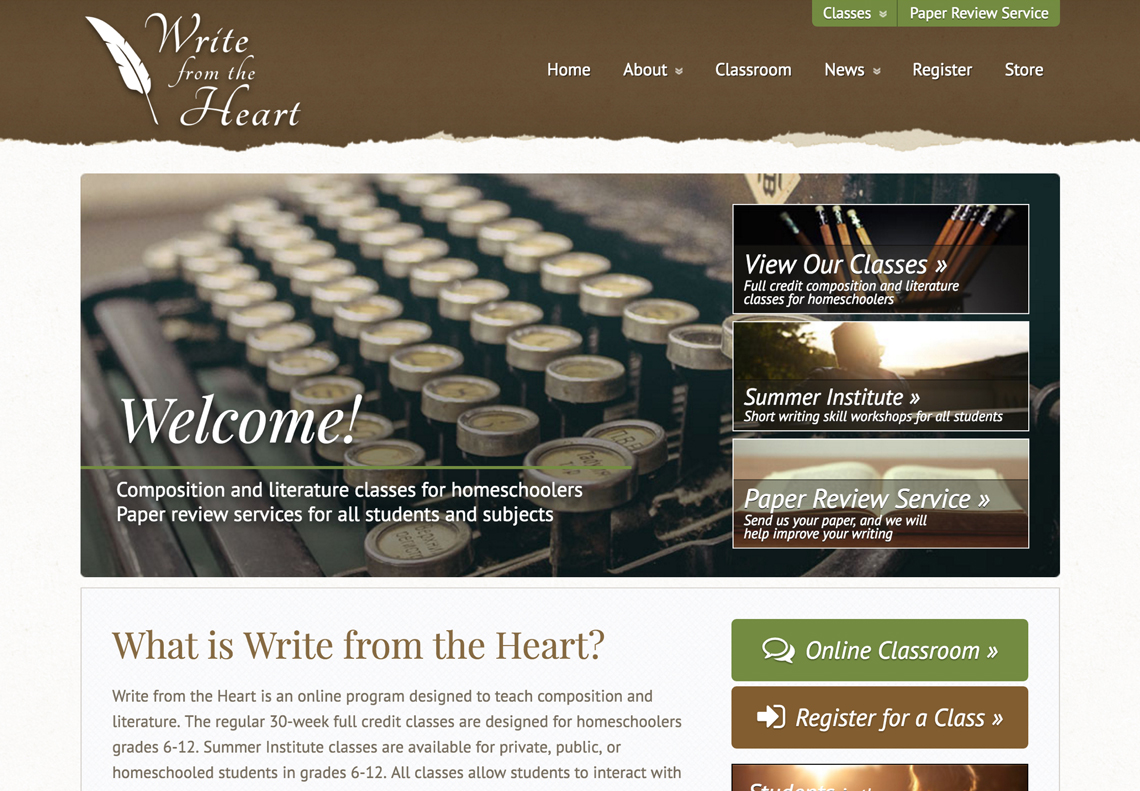 Classes
Paper Review Service
Write
from the
Heart
Home
About
Classroom
News
Register
Store
View Our Classes »
Full credit composition and literature
classes for homeschoolers
Summer Institute »
Short writing skill workshops for all students
Paper Review Service »
Send us your paper, and we will
help improve your writing
Welcome!
Composition and literature classes for homeschoolers
Paper review services for all students and subjects
What is Write from the Heart?
Write from the Heart is an online program designed to teach composition and
literature. The regular 30-week full credit classes are designed for homeschoolers
grades 6-12. Summer Institute classes are available for private, public, or
homeschooled students in grades 6-12. All classes allow students to interact with
Online Classroom »
Register for a Class »
Students in the